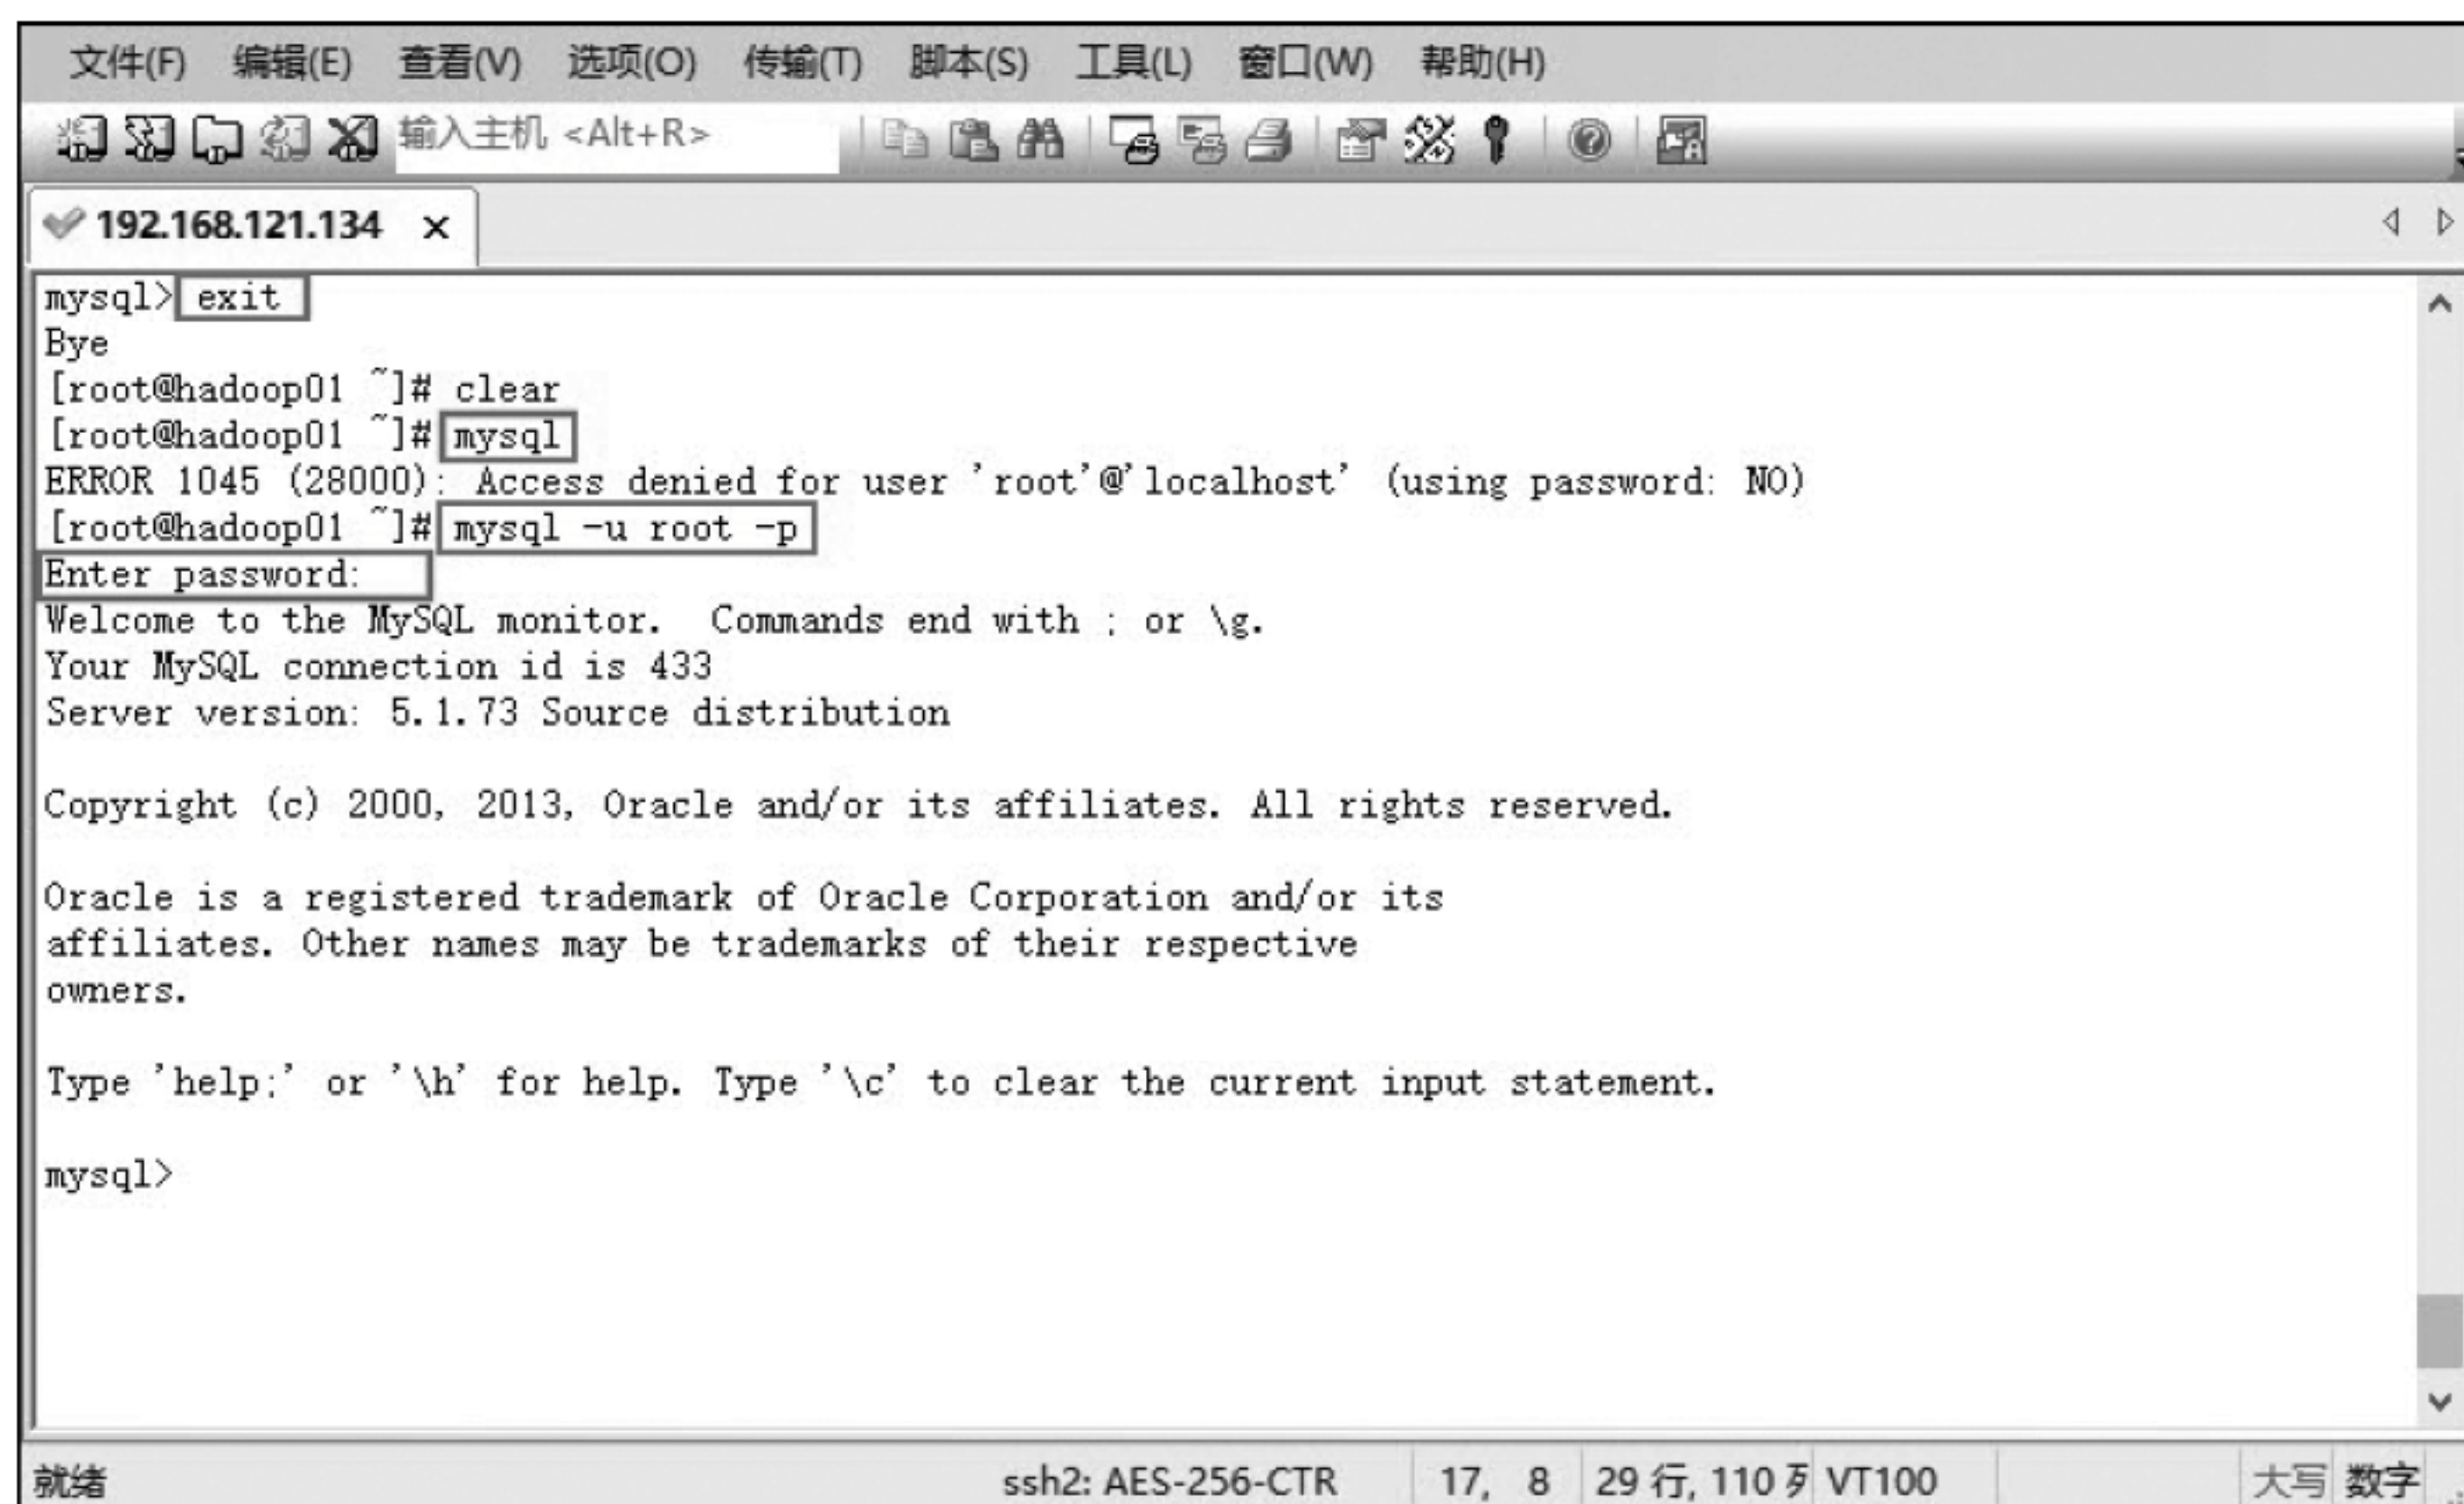 文件(F) 编辑(E) 查看(V) 选项(O) 传输(T) 脚本(S) 工具(L) 窗口(W) 帮助(H)
输入主机 <Alt+R>
192.168.121.134 ×
mysql> exit
Bye
[root@hadoop01 ~]# clear
[root@hadoop01 ~]# mysql
ERROR 1045 (28000): Access denied for user 'root'@'localhost' (using password: NO)
[root@hadoop01 ~]# mysql -u root -p
Enter password:
Welcome to the MySQL monitor.  Commands end with ; or \g.
Your MySQL connection id is 433
Server version: 5.1.73 Source distribution
Copyright (c) 2000, 2013, Oracle and/or its affiliates. All rights reserved.
Oracle is a registered trademark of Oracle Corporation and/or its
affiliates. Other names may be trademarks of their respective
owners.
Type 'help;' or '\h' for help. Type '\c' to clear the current input statement.
mysql>
就绪 ssh2: AES-256-CTR 17, 8 29 行, 110 列 VT100 大写 数字